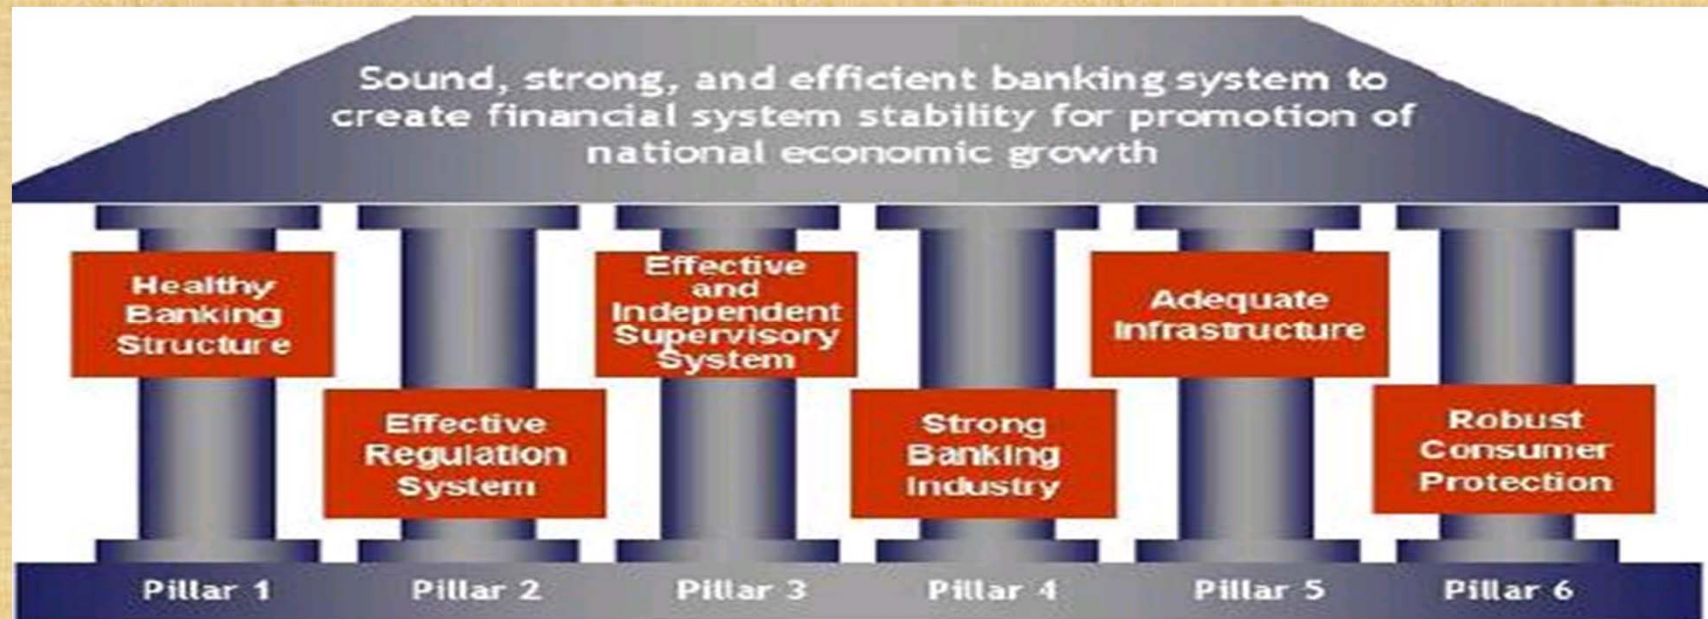 Sound, strong, and efficient banking system to
create financial system stability for promotion of
national economic growth
Healthy
Banking
Structure
Effective
Regulation
System
Effective
and
Independent
Supervisory
System
Strong
Banking
Industry
Adequate
Infrastructure
Robust
Consumer
Protection
Pillar 1
Pillar 2
Pillar 3
Pillar 4
Pillar 5
Pillar 6